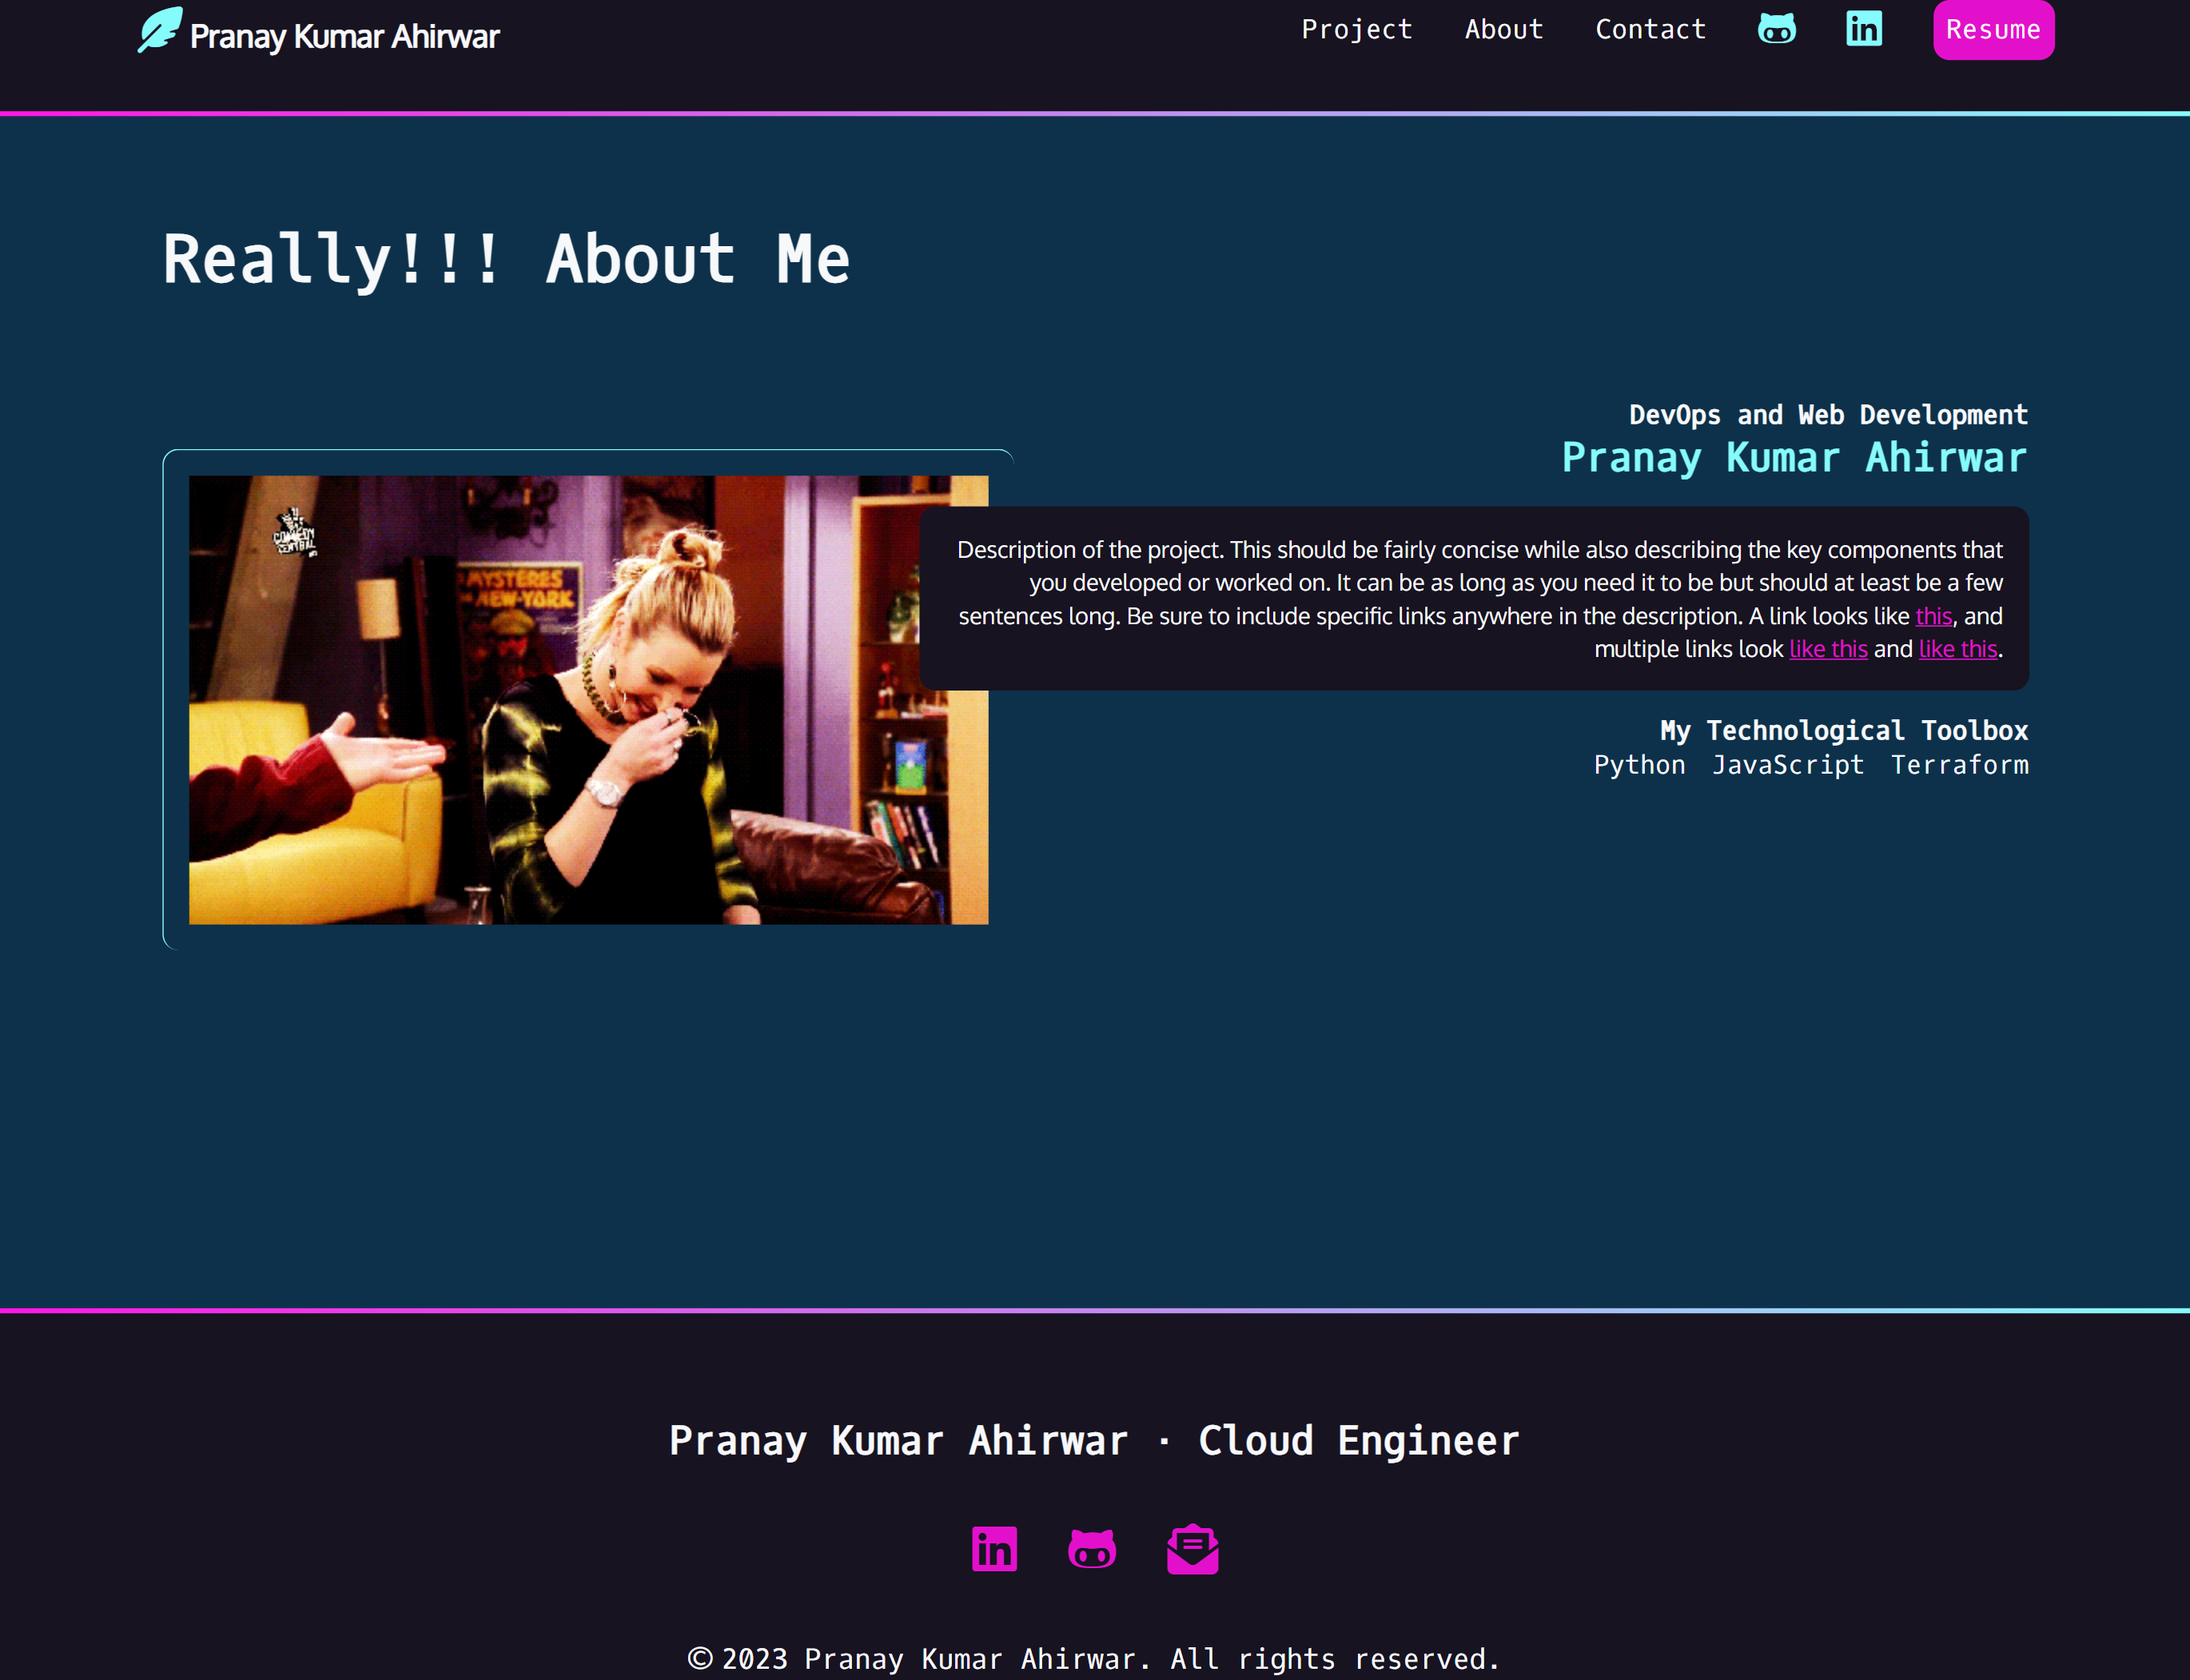 Pranay Kumar Ahirwar
Project About Contact Resume
Really!!! About Me
DevOps and Web Development
Pranay Kumar Ahirwar
COMEDY
CENTRAL
MYSTERES
NEW-YORK
Description of the project. This should be fairly concise while also describing the key components that
you developed or worked on. It can be as long as you need it to be but should at least be a few
sentences long. Be sure to include specific links anywhere in the description. A link looks like this, and
multiple links look like this and like this.
My Technological Toolbox
Python JavaScript Terraform
Pranay Kumar Ahirwar · Cloud Engineer
© 2023 Pranay Kumar Ahirwar. All rights reserved.